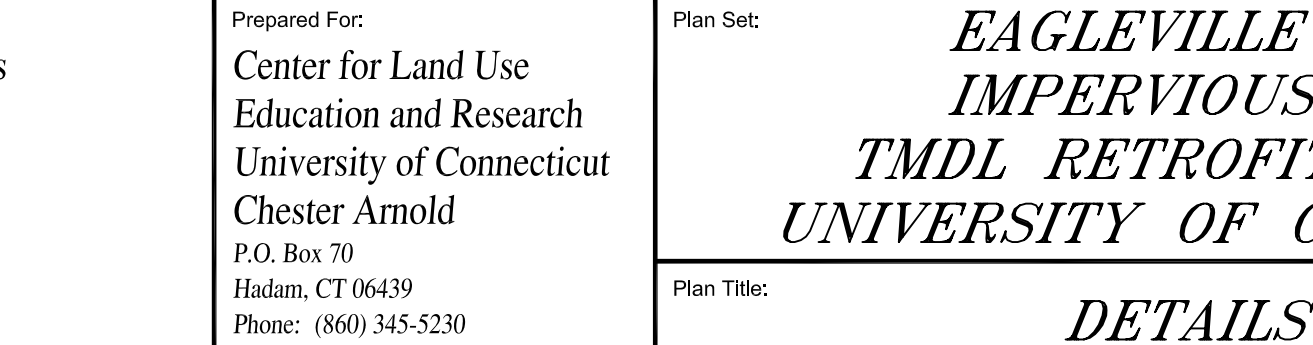 s
Prepared For:
Center for Land Use
Education and Research
University of Connecticut
Chester Arnold
P.O. Box 70
Hadam, CT 06439
Phone: (860) 345-5230
Plan Set:
EAGLEVILLE
IMPERVIOUS
TMDL RETROFIT
UNIVERSITY OF C
Plan Title:
DETAILS